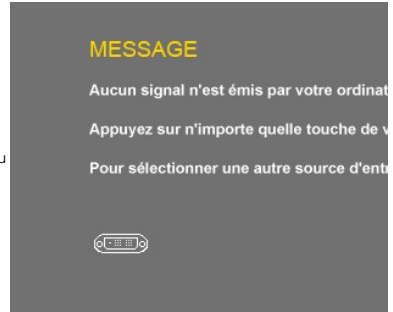 MESSAGE
Aucun signal n'est émis par votre ordinat
Appuyez sur n'importe quelle touche de v
u
Pour sélectionner une autre source d'entr